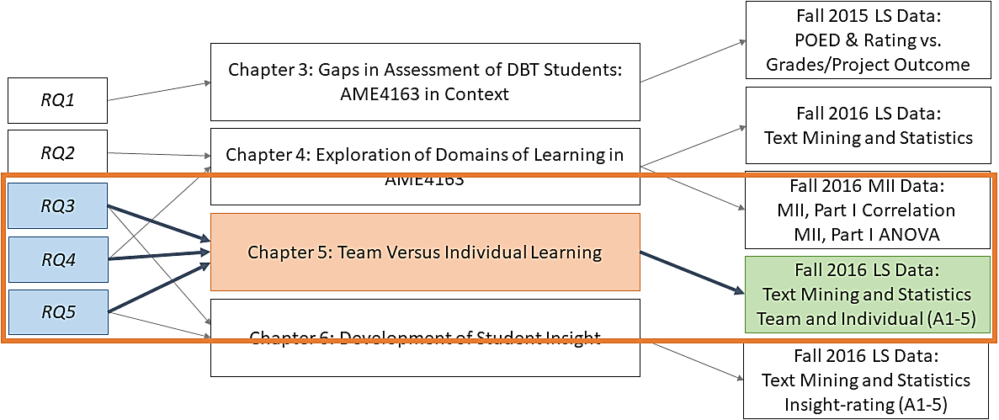 RQ1
RQ2
RQ3
RQ4
RQ5
Chapter 3: Gaps in Assessment of DBT Students:
AME4163 in Context
Chapter 4: Exploration of Domains of Learning in
AME4163
Chapter 5: Team Versus Individual Learning
Chapter 6: Development of Student Insight
Fall 2015 LS Data:
POED & Rating vs.
Grades/Project Outcome
Fall 2016 LS Data:
Text Mining and Statistics
Fall 2016 MII Data:
MII, Part I Correlation
MII, Part I ANOVA
Fall 2016 LS Data:
Text Mining and Statistics
Team and Individual (A1-5)
Fall 2016 LS Data:
Text Mining and Statistics
Insight-rating (A1-5)